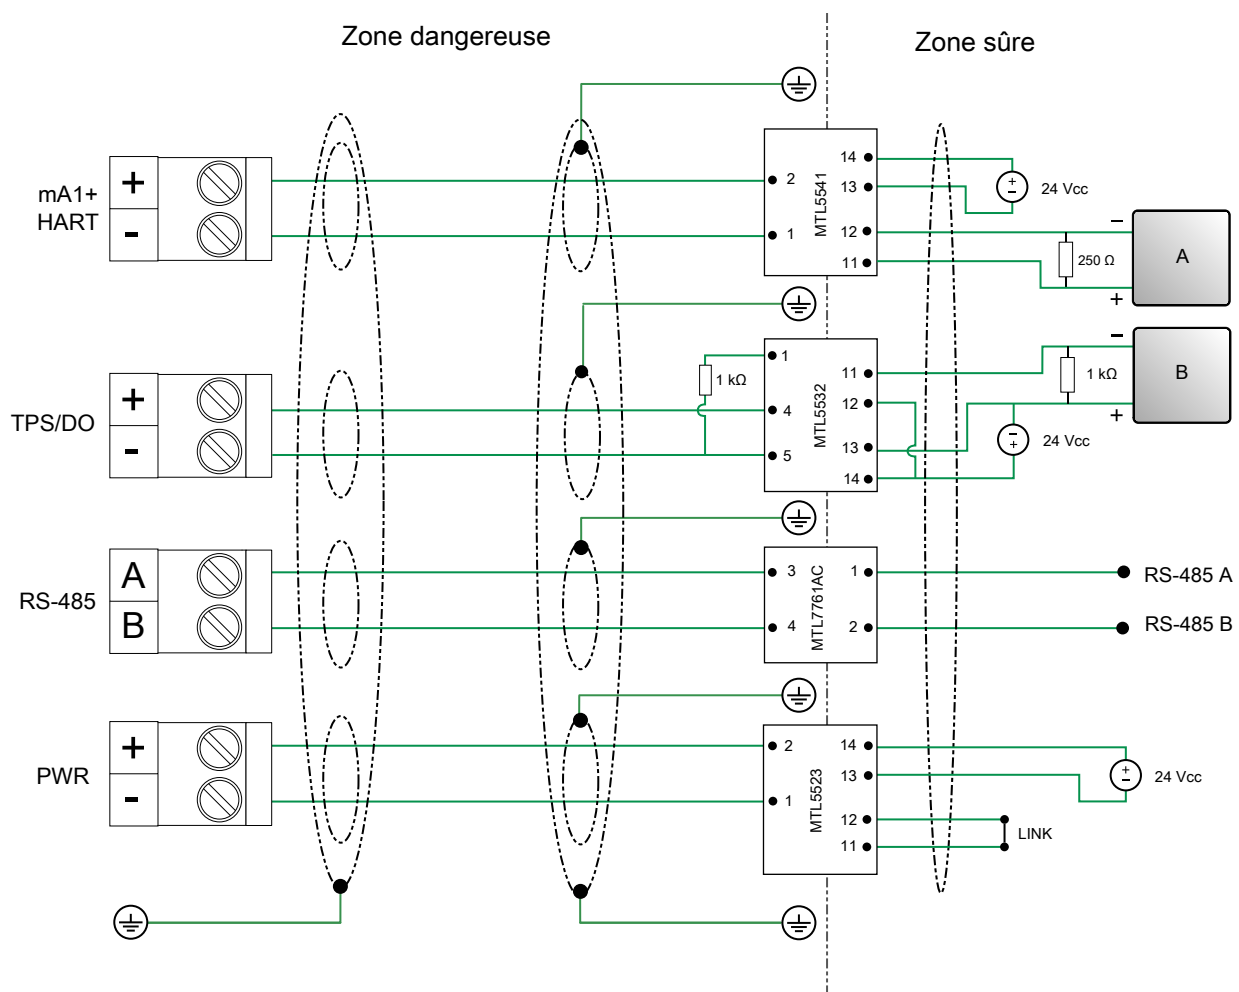 Zone dangereuse
Zone sûre
mA1+
HART
+
-
2
1
MTL5541
14
13
12
11
+
-
24 Vcc
250 Ω
-
+
A
TPS/DO
+
-
1 kΩ
1
4
5
MTL5532
11
12
13
14
-
+
24 Vcc
1 kΩ
-
+
B
RS-485
A
B
3
4
MTL7761AC
1
2
RS-485 A
RS-485 B
PWR
+
-
2
1
MTL5523
14
13
12
11
+
-
24 Vcc
LINK